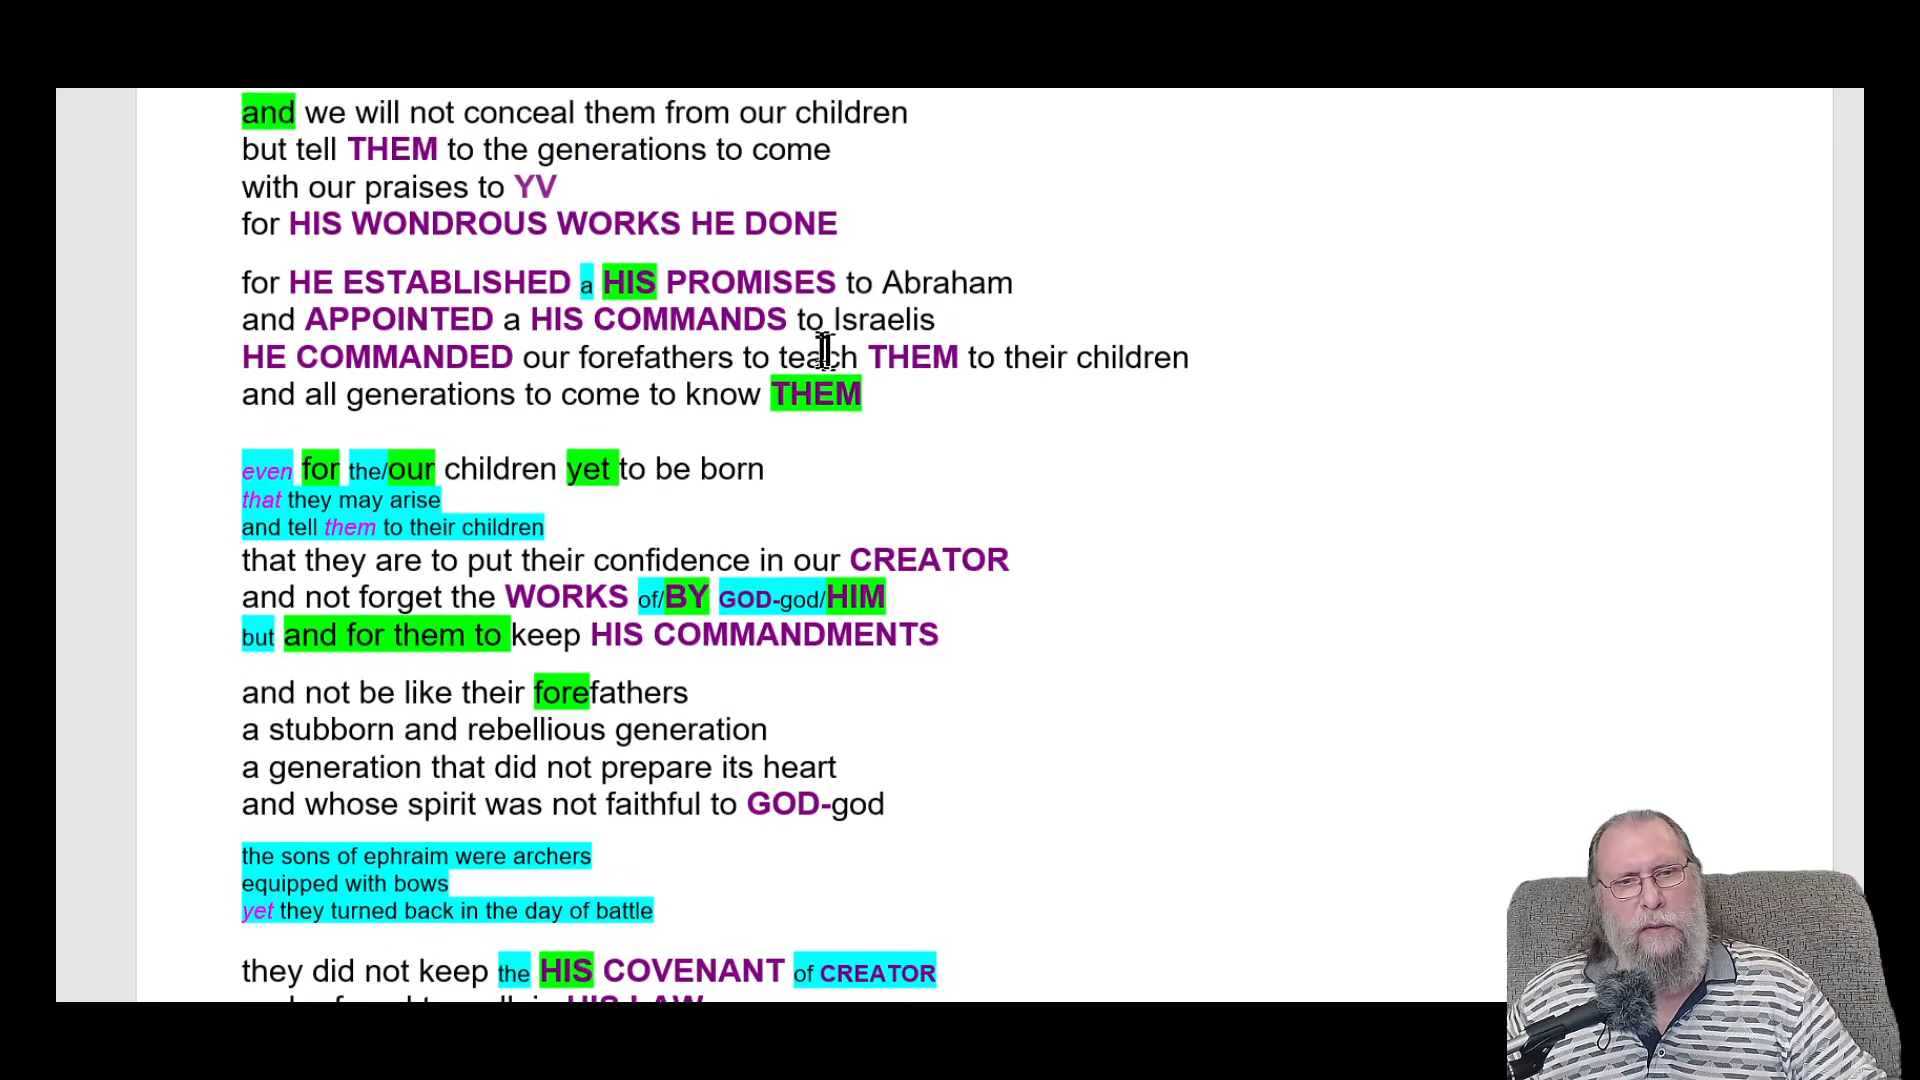 and we will not conceal them from our children
but tell THEM to the generations to come
with our praises to YV
for HIS WONDROUS WORKS HE DONE
for HE ESTABLISHED a HIS PROMISES to Abraham
and APPOINTED a HIS COMMANDS to Israelis
HE COMMANDED our forefathers to teach THEM to their children
and all generations to come to know THEM
even for the/our children yet to be born
that they may arise
and tell them to their children
that they are to put their confidence in our CREATOR
and not forget the WORKS of/BY GOD-god/HIM
but and for them to keep HIS COMMANDMENTS
and not be like their forefathers
a stubborn and rebellious generation
a generation that did not prepare its heart
and whose spirit was not faithful to GOD-god
the sons of ephraim were archers
equipped with bows
yet they turned back in the day of battle
they did not keep the HIS COVENANT of CREATOR
HIS LAW